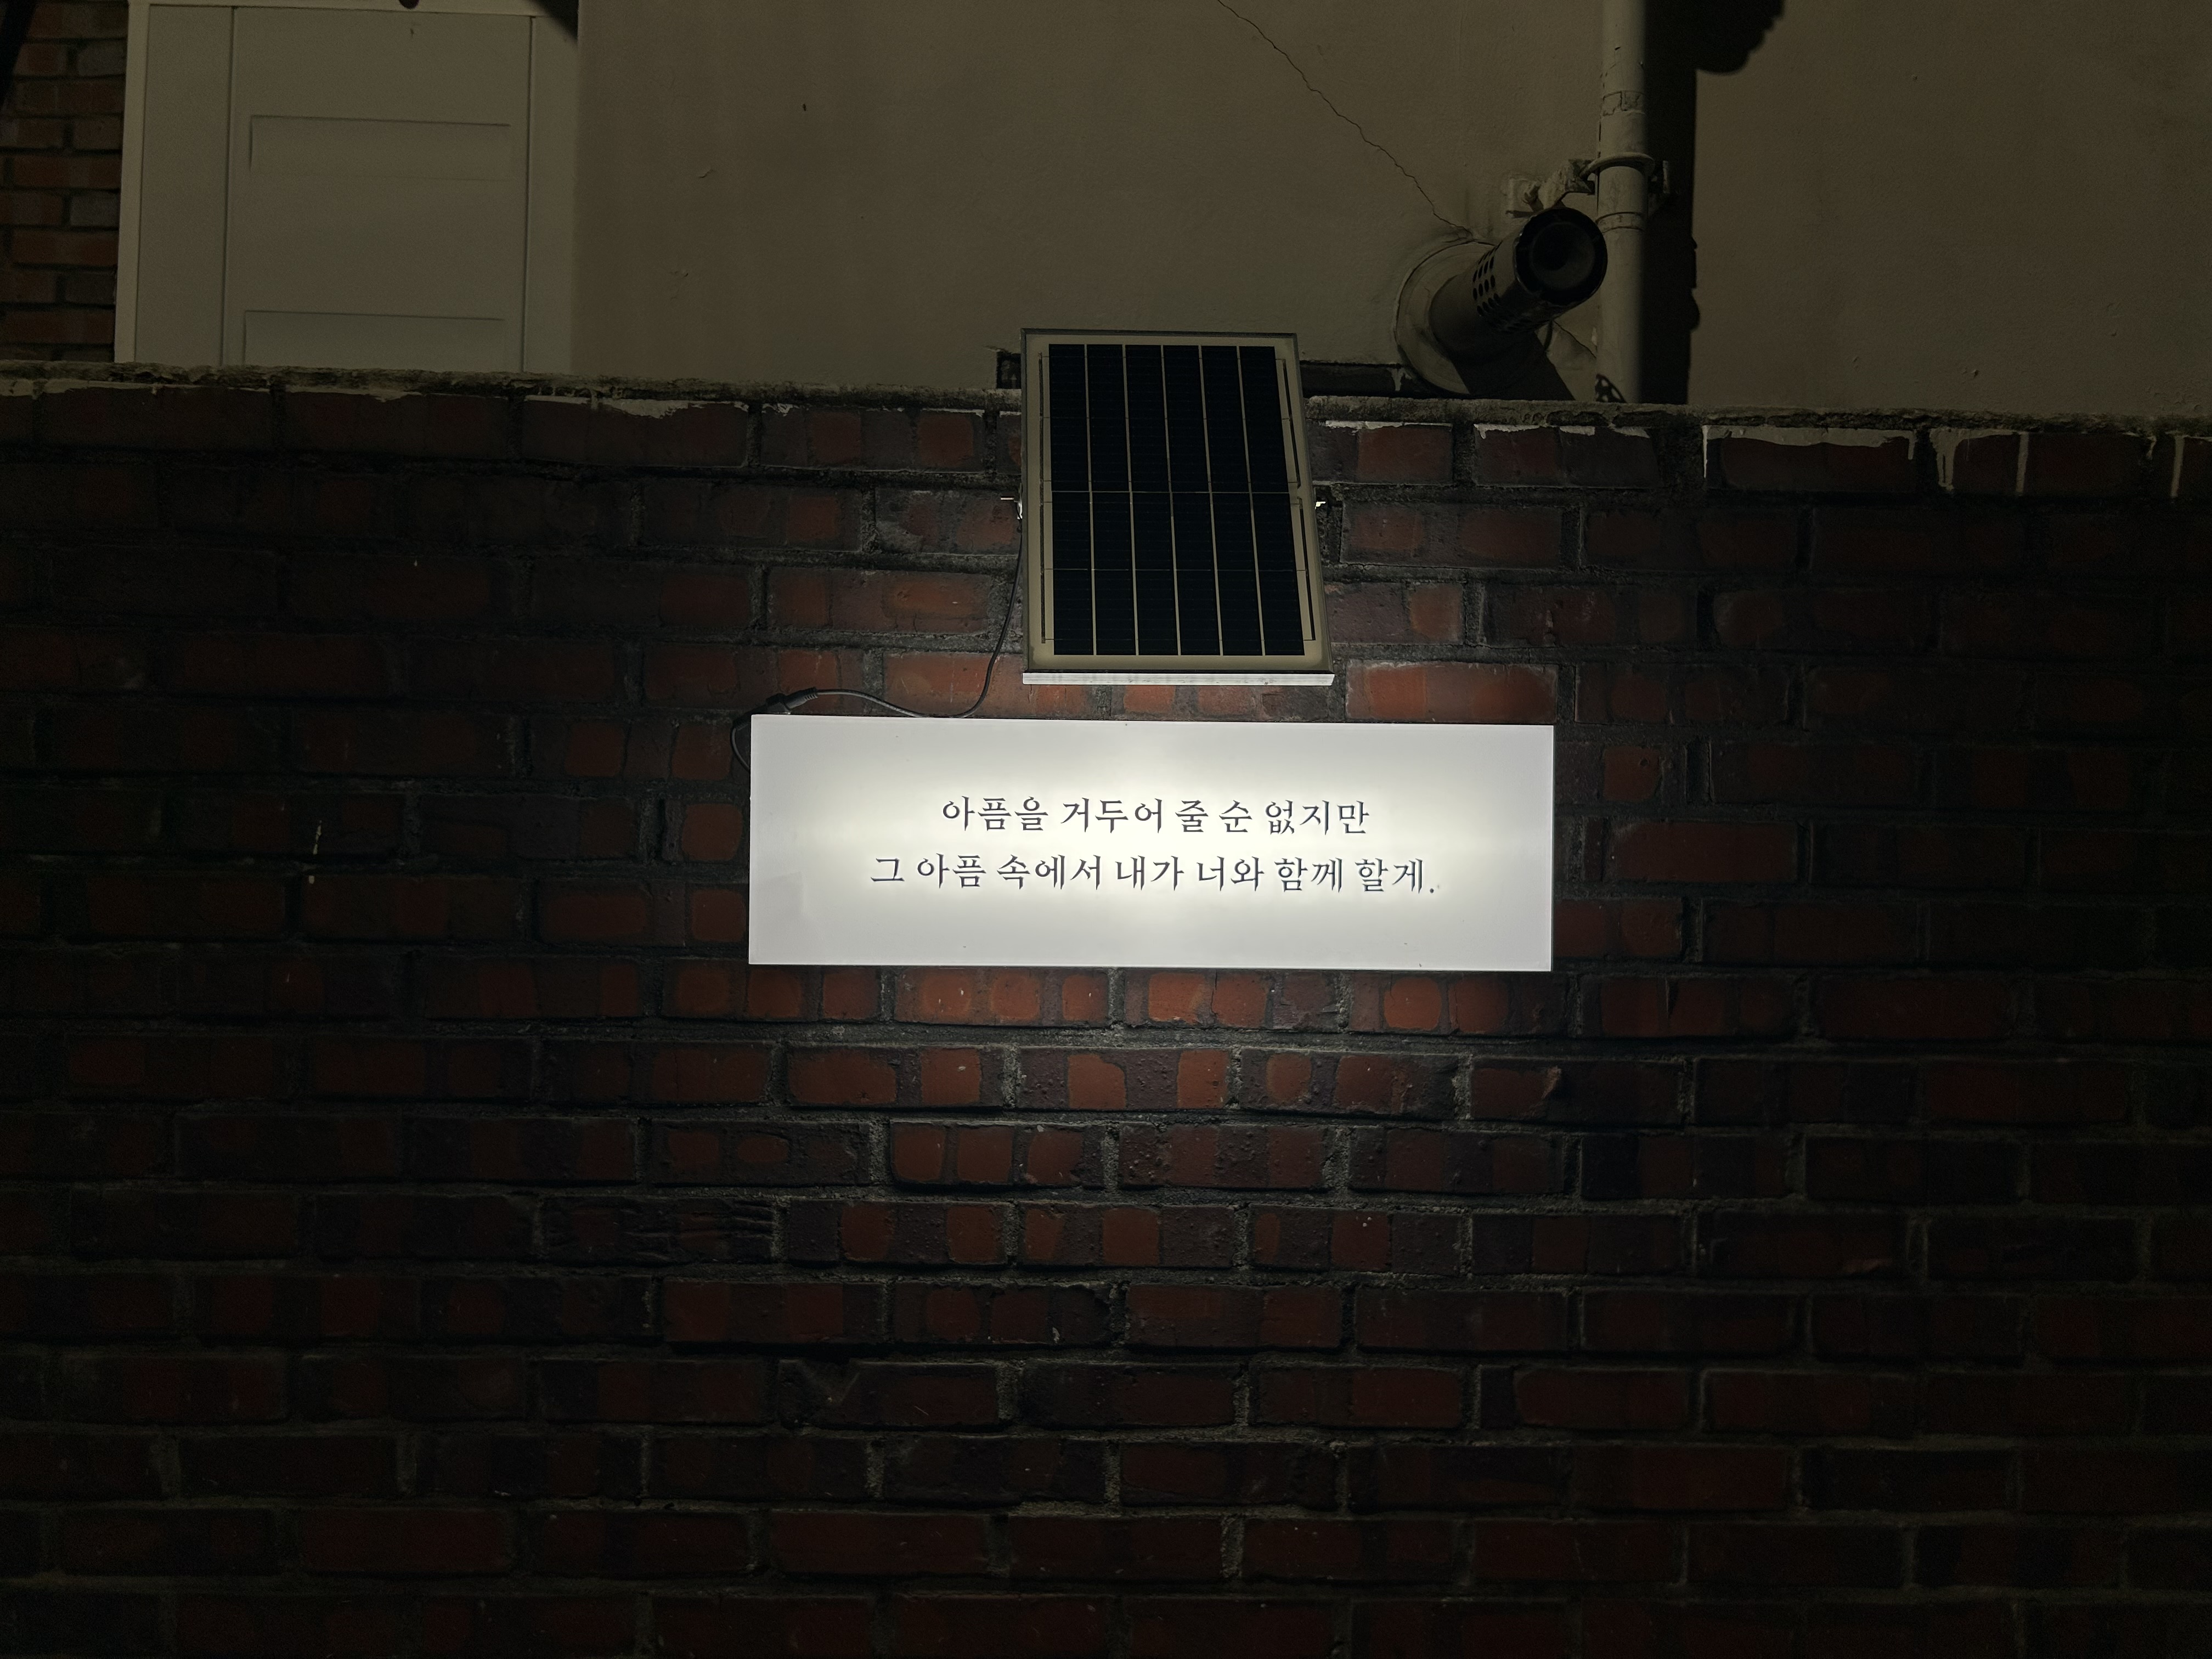 아픔을 거두어 줄 순 없지만
그 아픔 속에서 내가 너와 함께 할게.